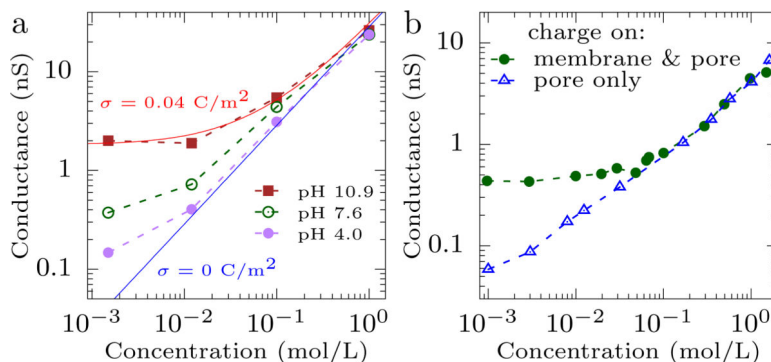 a
Conductance (nS)
10
1
0.1
σ = 0.04 C/m²
pH 10.9
pH 7.6
pH 4.0
σ = 0 C/m²
10⁻³ 10⁻² 10⁻¹ 10⁰
Concentration (mol/L)
b
Conductance (nS)
10
1
0.1
charge on:
membrane & pore
pore only
10⁻³ 10⁻² 10⁻¹ 10⁰
Concentration (mol/L)